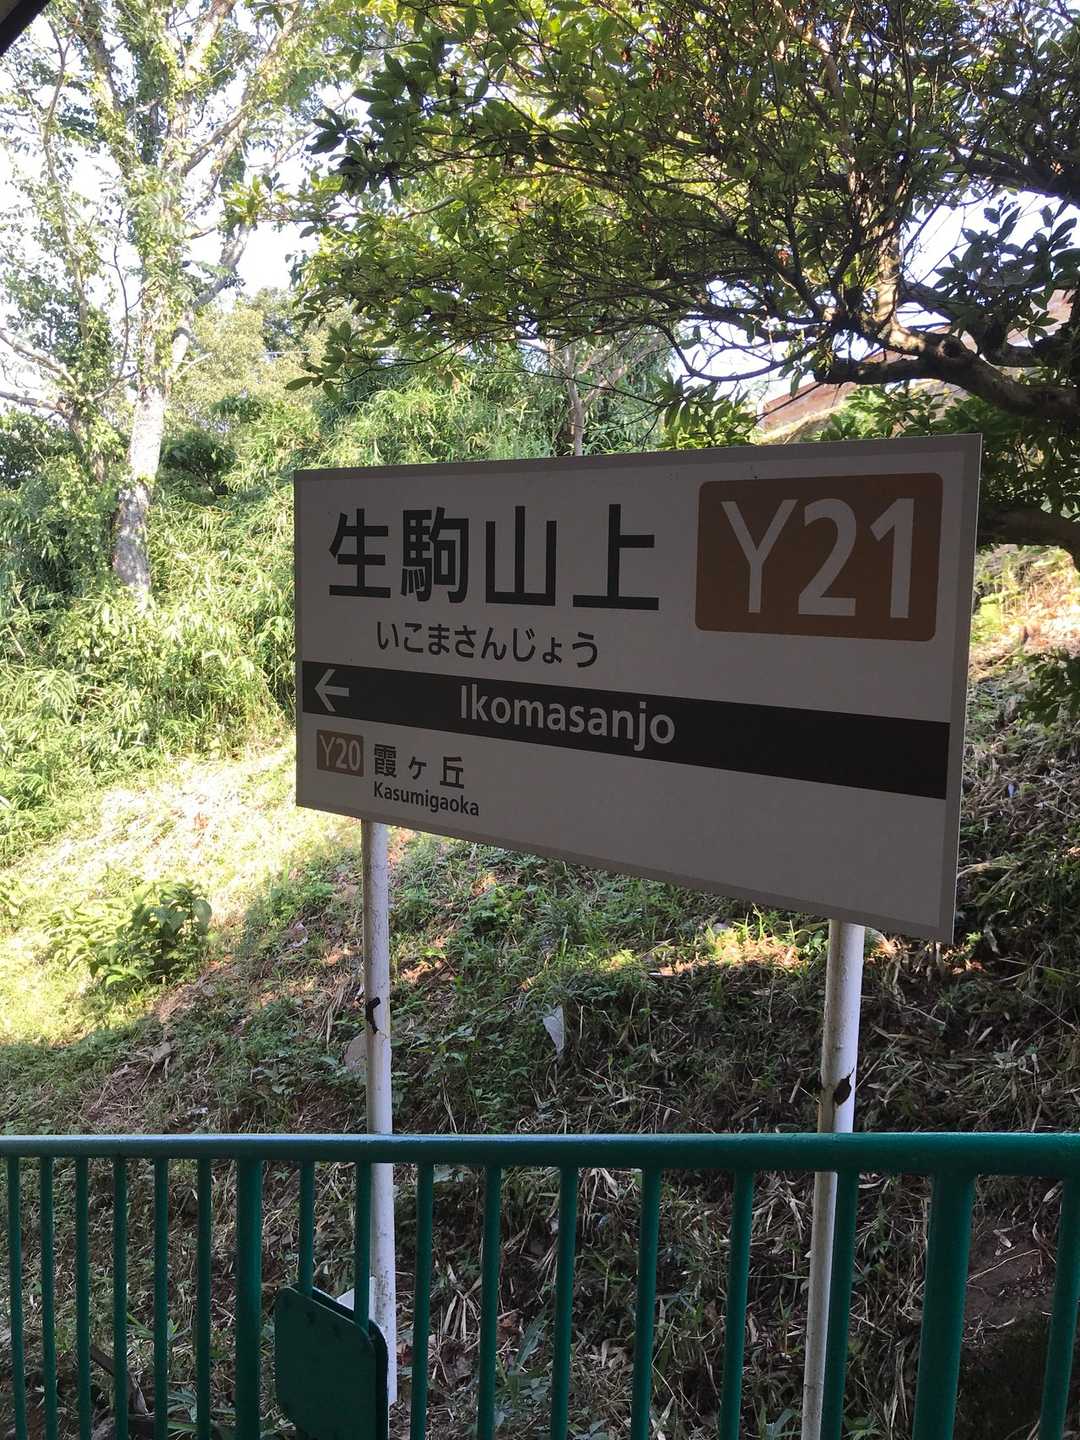 生駒山上 Y21
いこまさんじょう
← Ikomasanjo
Y20 霞ヶ丘
Kasumigaoka